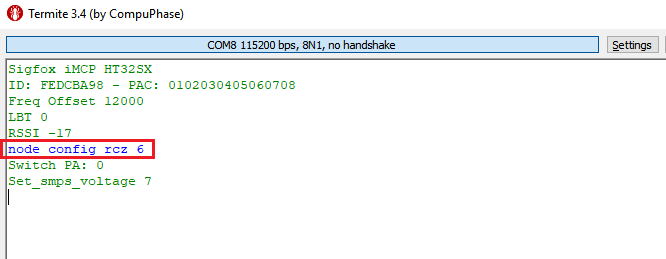 Termite 3.4 (by CompuPhase)
COM8 115200 bps, 8N1, no handshake
Settings
Sigfox iMCP HT32SX
ID: FEDCBA98 - PAC: 0102030405060708
Freq Offset 12000
LBT 0
RSSI -17
node config rcz 6
Switch PA: 0
Set_smps_voltage 7